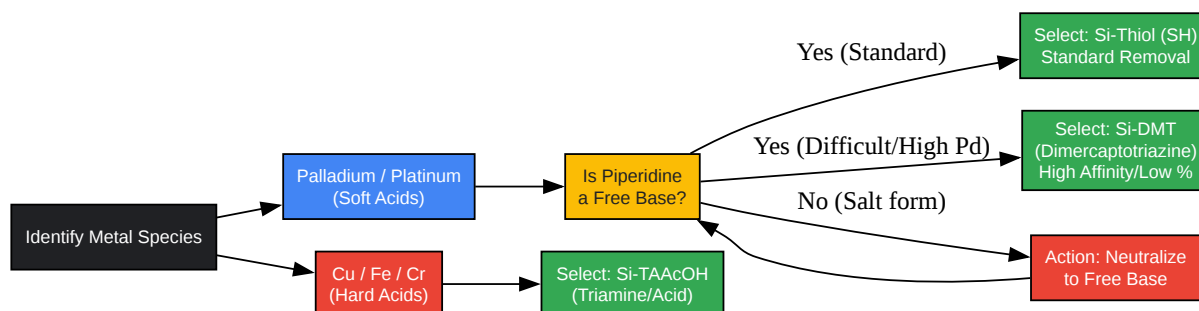 Identify Metal Species
Palladium / Platinum
(Soft Acids)
Cu / Fe / Cr
(Hard Acids)
Select: Si-TAAcOH
(Triamine/Acid)
Is Piperidine
a Free Base?
Yes (Standard)
Yes (Difficult/High Pd)
No (Salt form)
Select: Si-Thiol (SH)
Standard Removal
Select: Si-DMT
(Dimercaptotriazine)
High Affinity/Low %
Action: Neutralize
to Free Base